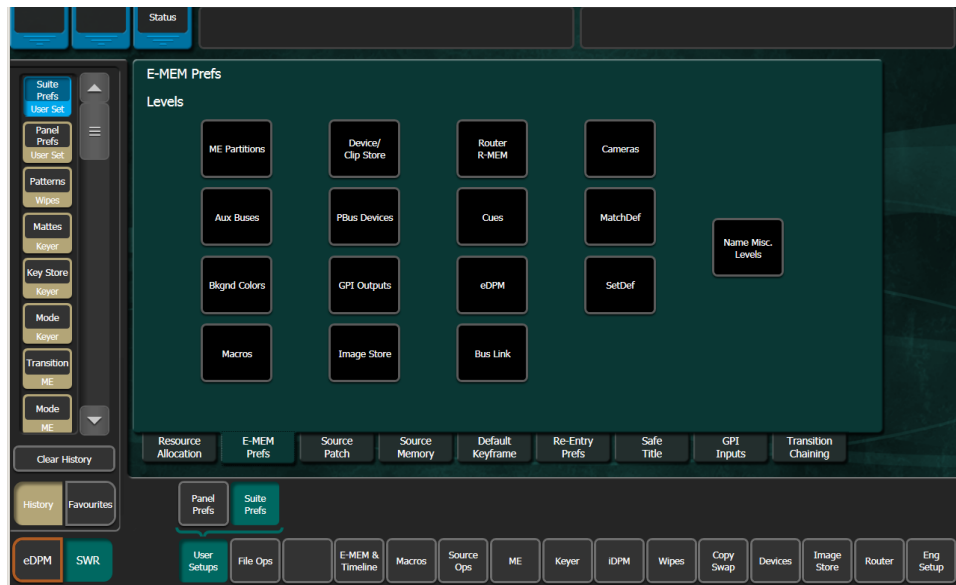 Status
E-MEM Prefs
Levels
Suite
Prefs
User Set
Panel
Prefs
User Set
Patterns
Wipes
Mattes
Keyer
Key Store
Keyer
Mode
Keyer
Transition
ME
Mode
ME
Clear History
History
Favourites
eDPM
SWR
ME Partitions
Device/
Clip Store
Router
R-MEM
Cameras
Aux Buses
PBus Devices
Cues
MatchDef
Name Misc.
Levels
Bkgnd Colors
GPI Outputs
eDPM
SetDef
Macros
Image Store
Bus Link
Resource
Allocation
E-MEM
Prefs
Source
Patch
Source
Memory
Default
Keyframe
Re-Entry
Prefs
Safe
Title
GPI
Inputs
Transition
Chaining
Panel
Prefs
Suite
Prefs
User
Setups
File Ops
E-MEM &
Timeline
Macros
Source
Ops
ME
Keyer
iDPM
Wipes
Copy
Swap
Devices
Image
Store
Router
Eng
Setup